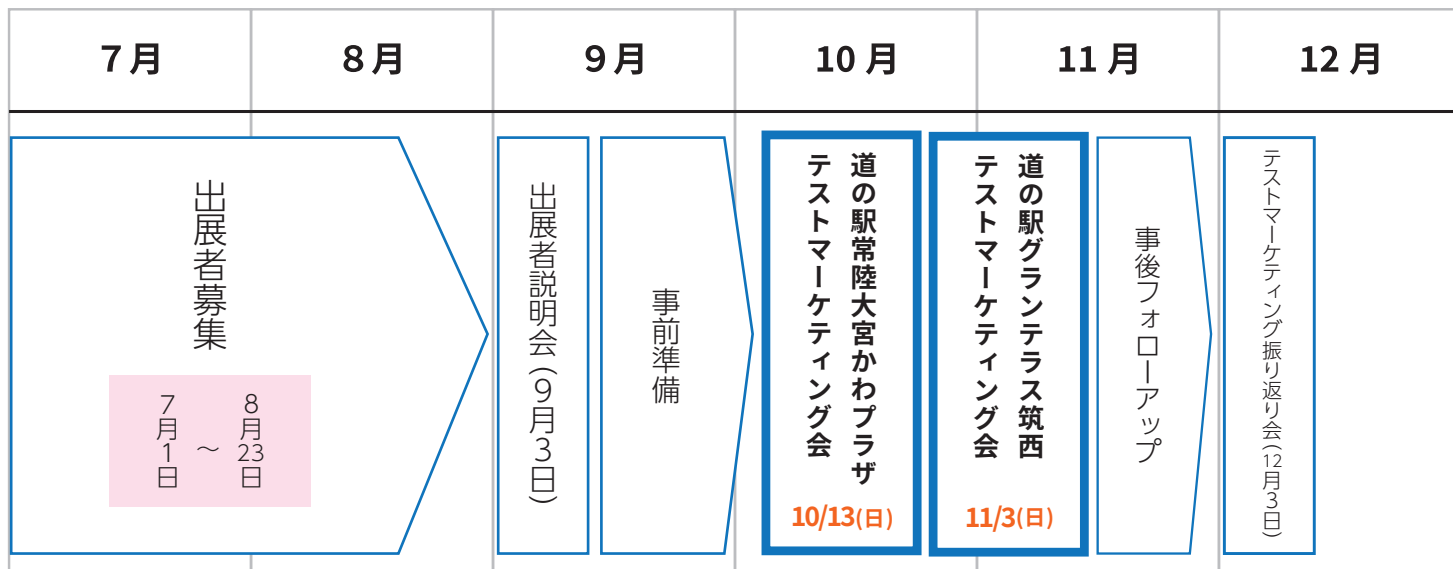 7月
8月
9月
10月
11月
12月
出展者募集
7月1日
～
8月23日
出展者説明会(9月3日)
事前準備
道の駅常陸大宮かわプラザ
テストマーケティング会
10/13(日)
道の駅グランテラス筑西
テストマーケティング会
11/3(日)
事後フォローアップ
テストマーケティング振り返り会(12月3日)